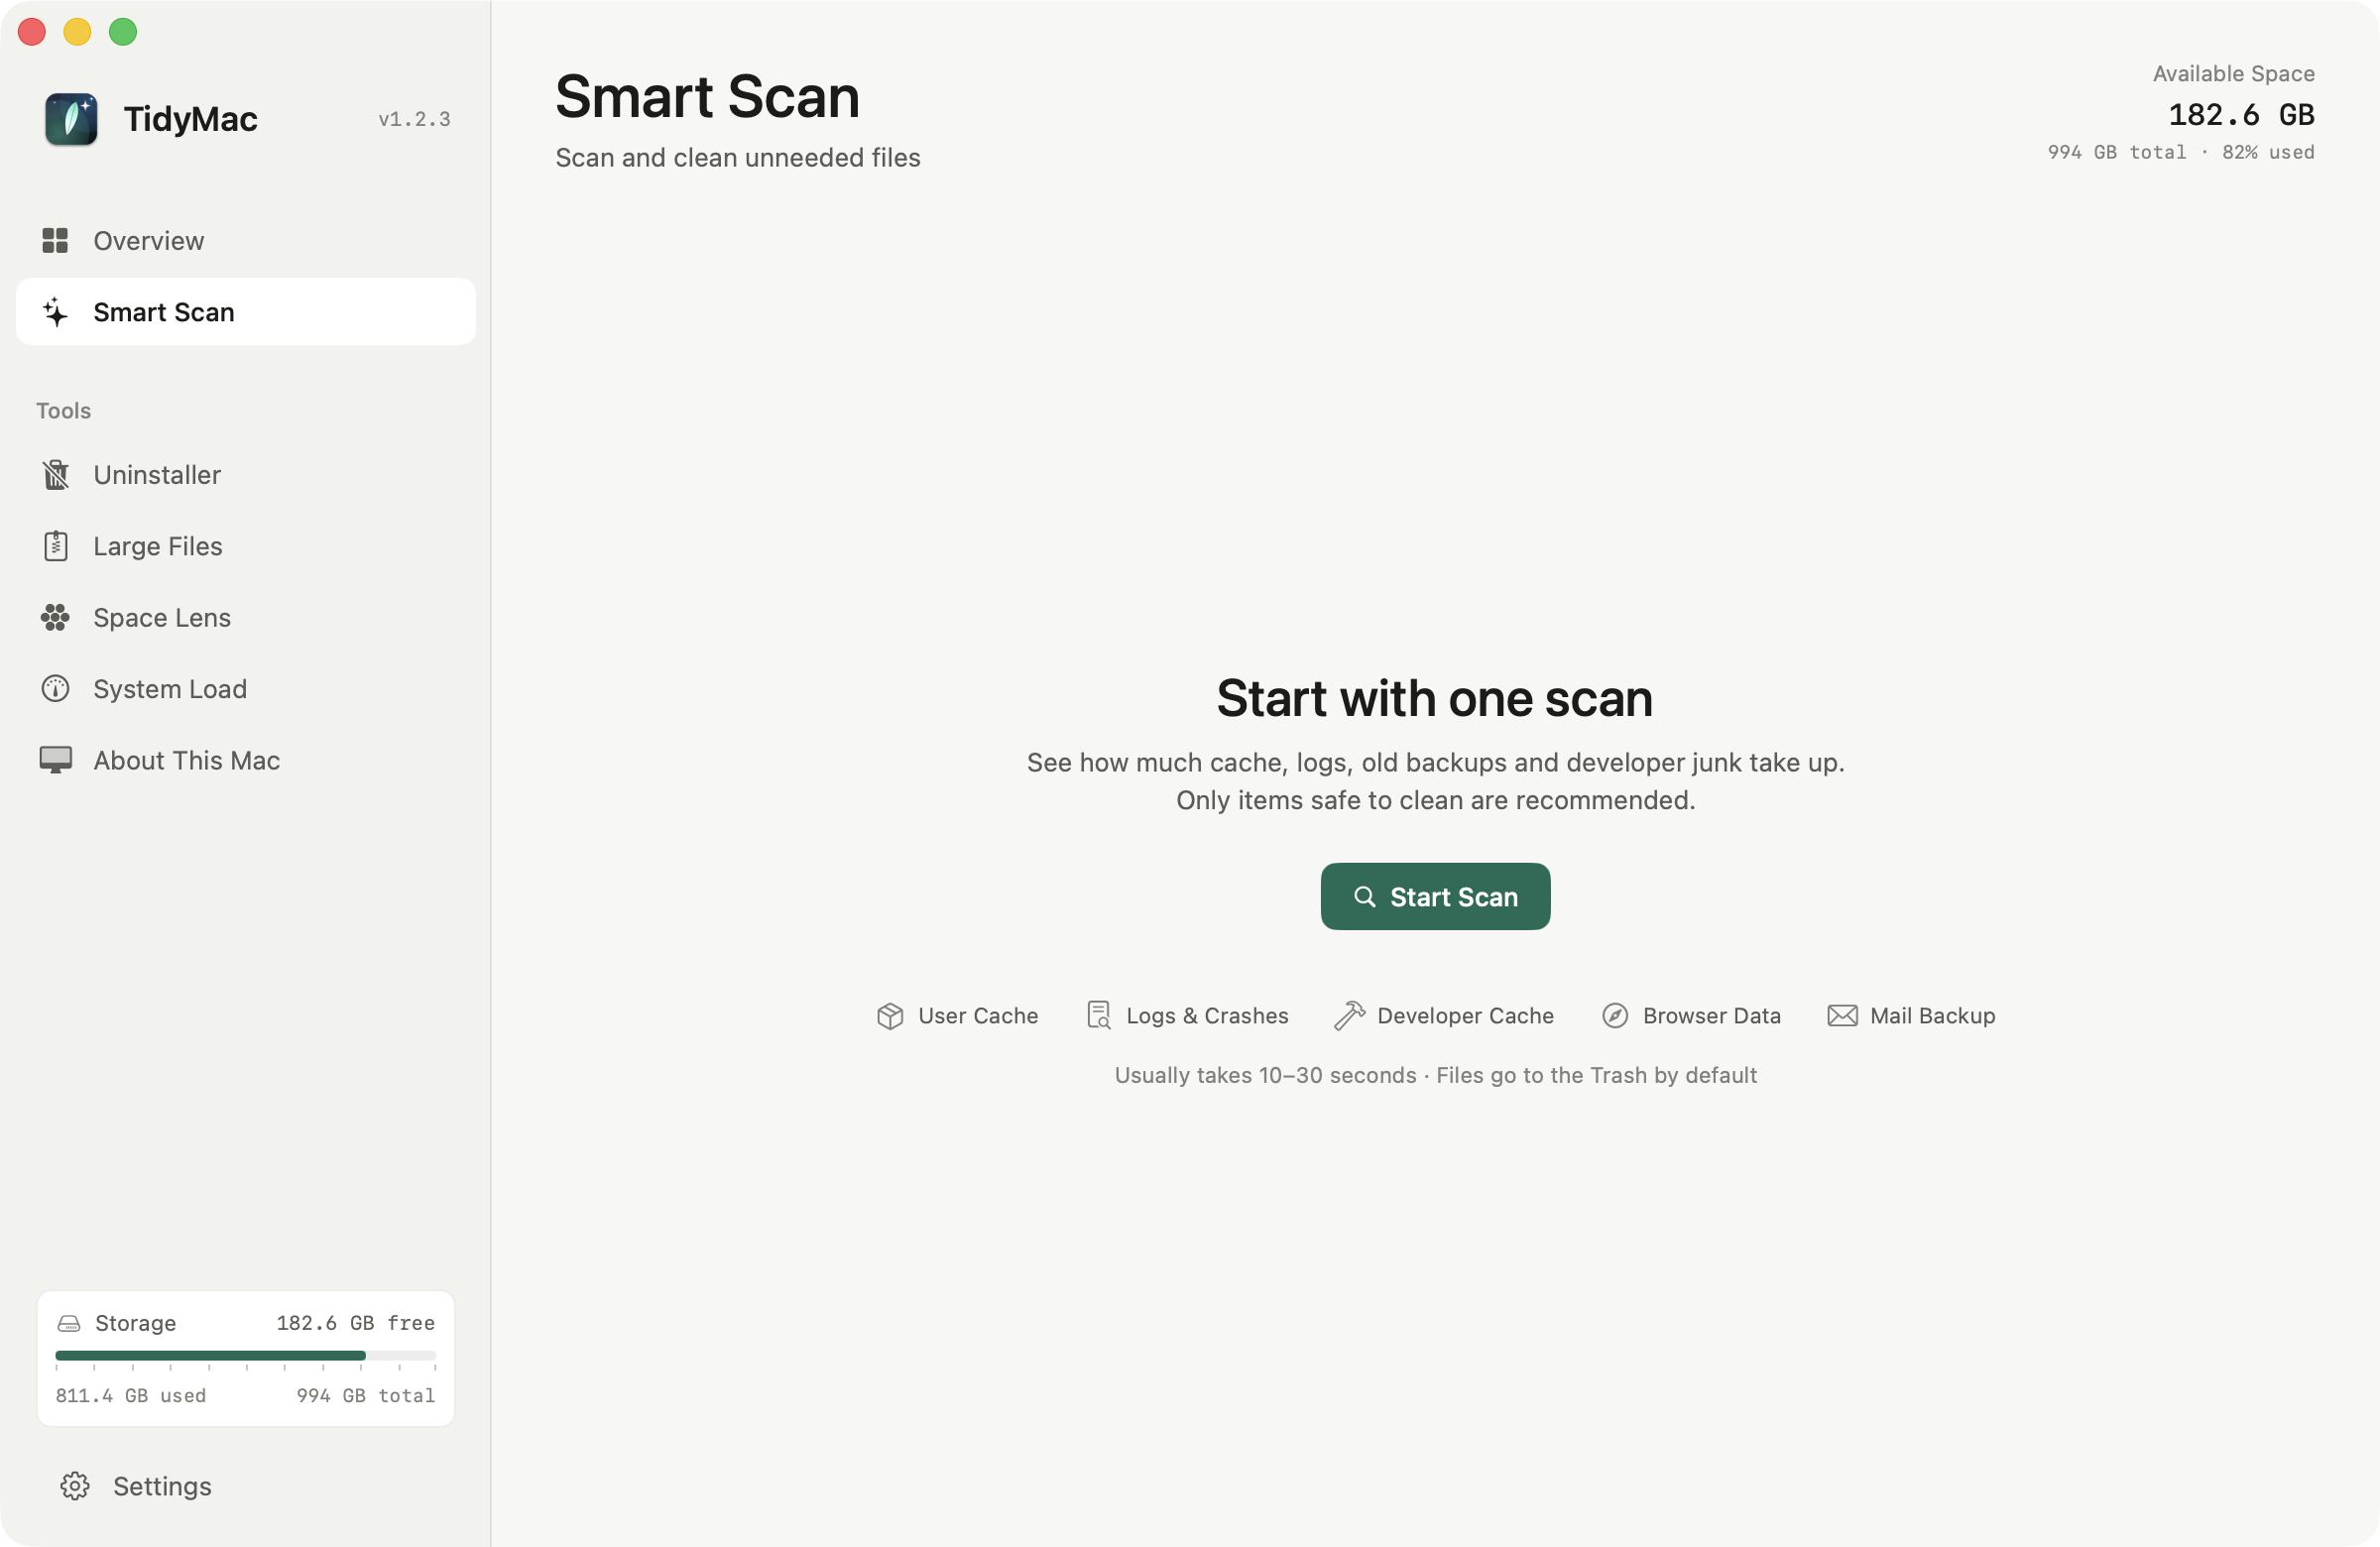 TidyMac
v1.2.3
Overview
Smart Scan
Tools
Uninstaller
Large Files
Space Lens
System Load
About This Mac
Storage
182.6 GB free
811.4 GB used
994 GB total
Settings
Smart Scan
Scan and clean unneeded files
Available Space
182.6 GB
994 GB total · 82% used
Start with one scan
See how much cache, logs, old backups and developer junk take up.
Only items safe to clean are recommended.
Start Scan
User Cache
Logs & Crashes
Developer Cache
Browser Data
Mail Backup
Usually takes 10–30 seconds · Files go to the Trash by default